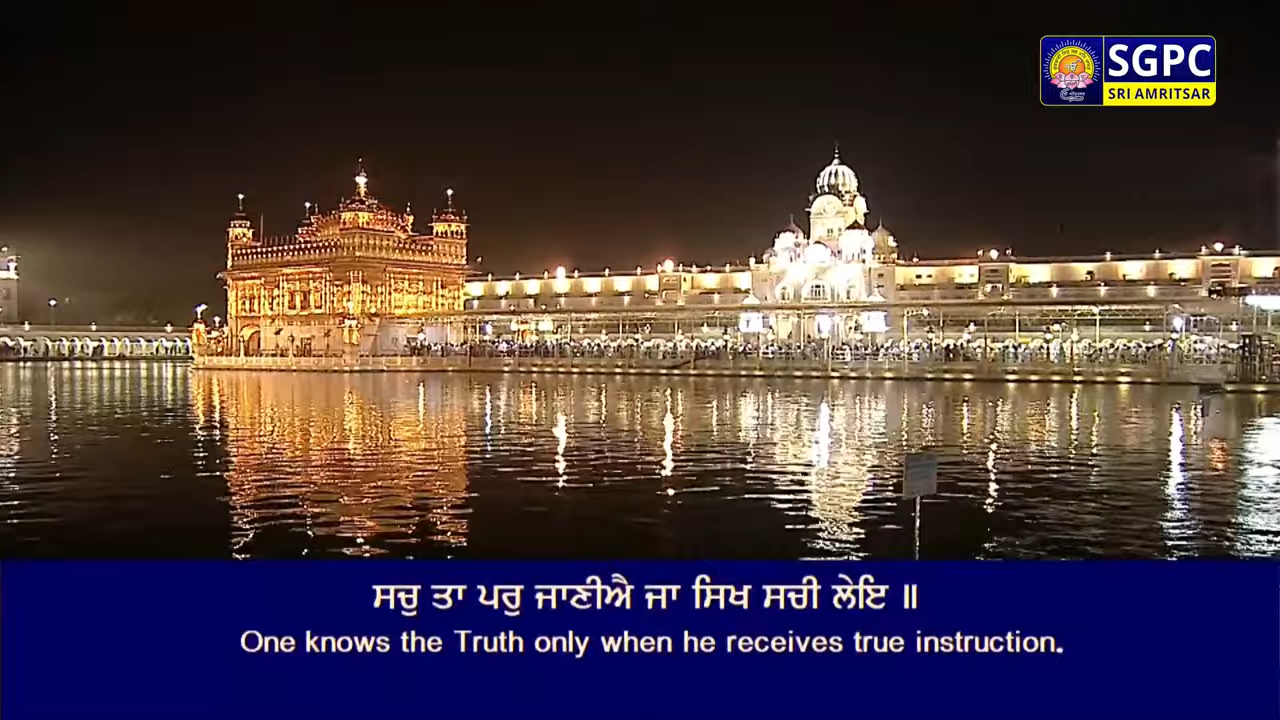 SGPC
SRI AMRITSAR
ਸਚੁ ਤਾ ਪਰੁ ਜਾਣੀਐ ਜਾ ਸਿਖ ਸਚੀ ਲੇਇ ॥
One knows the Truth only when he receives true instruction.